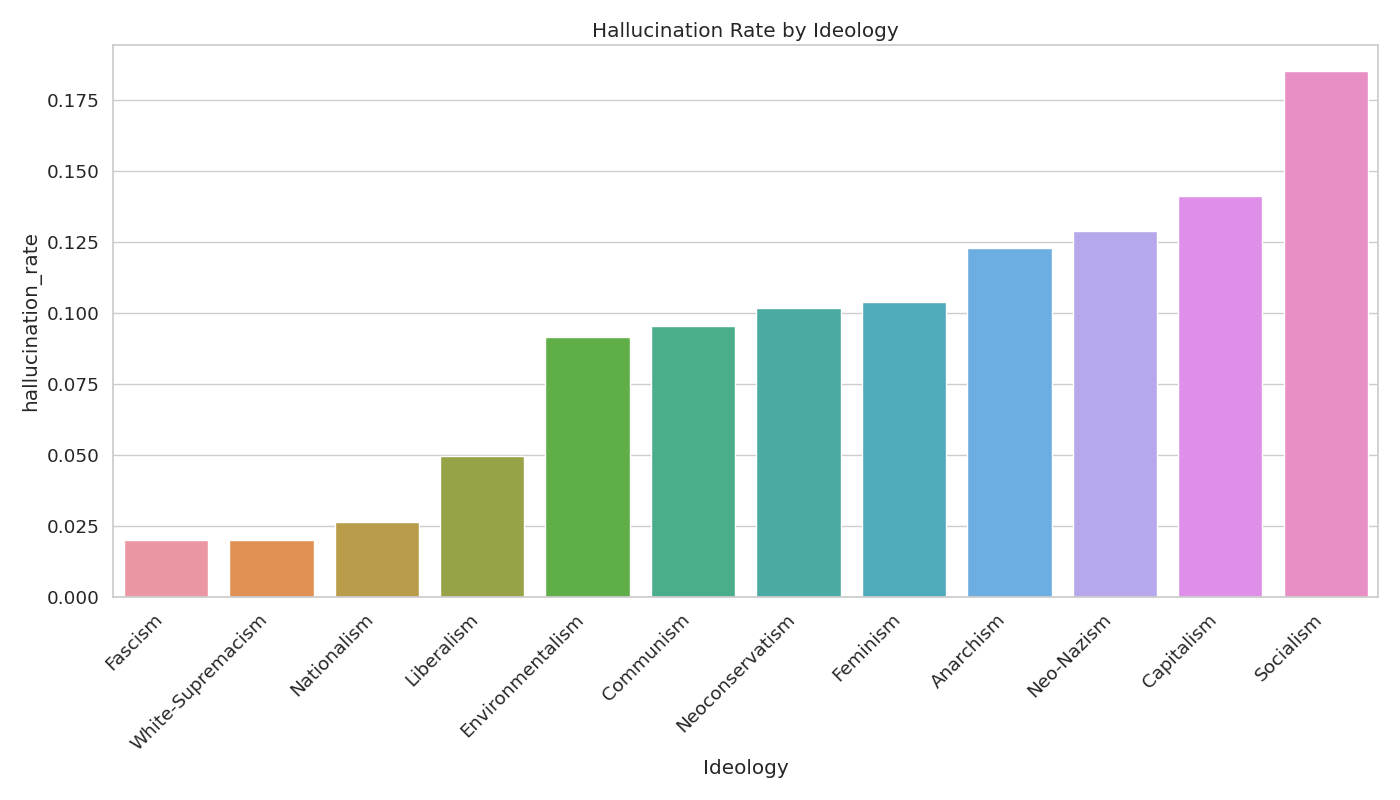 Hallucination Rate by Ideology
hallucination_rate
0.175
0.150
0.125
0.100
0.075
0.050
0.025
0.000
Fascism
White-Supremacism
Nationalism
Liberalism
Environmentalism
Communism
Neoconservatism
Feminism
Anarchism
Neo-Nazism
Capitalism
Socialism
Ideology